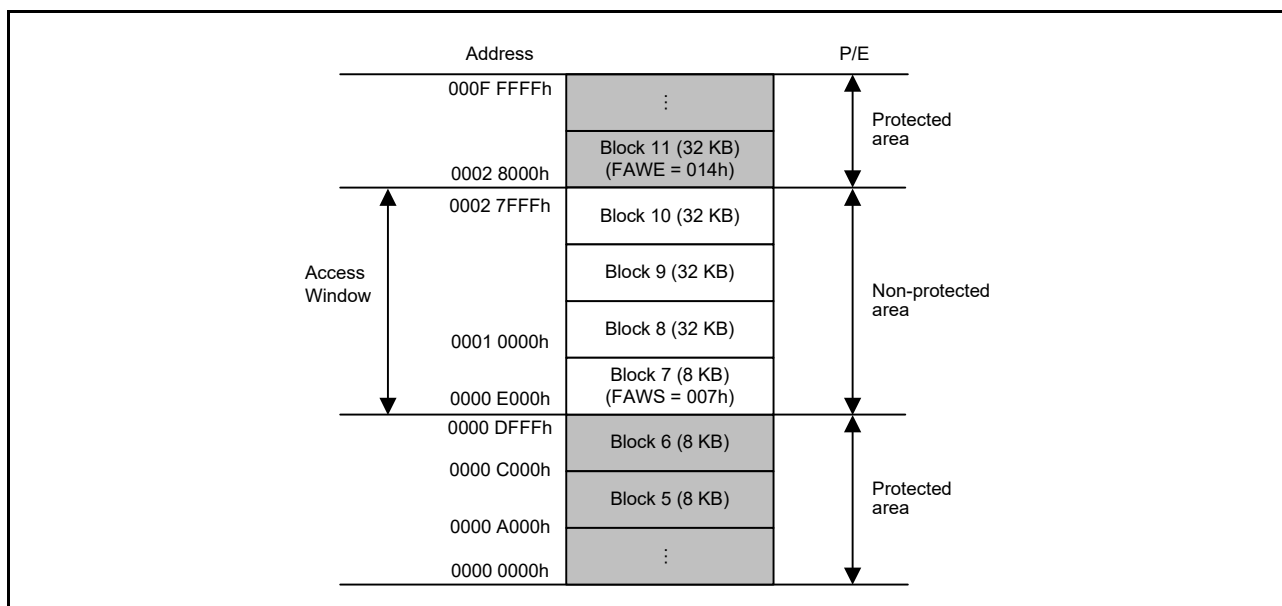 Address
P/E
000F FFFFh
⋮
Protected
area
Block 11 (32 KB)
(FAWE = 014h)
0002 8000h
0002 7FFFh
Block 10 (32 KB)
Access
Window
Block 9 (32 KB)
Non-protected
area
Block 8 (32 KB)
0001 0000h
Block 7 (8 KB)
(FAWS = 007h)
0000 E000h
0000 DFFFh
Block 6 (8 KB)
0000 C000h
Block 5 (8 KB)
Protected
area
0000 A000h
⋮
0000 0000h